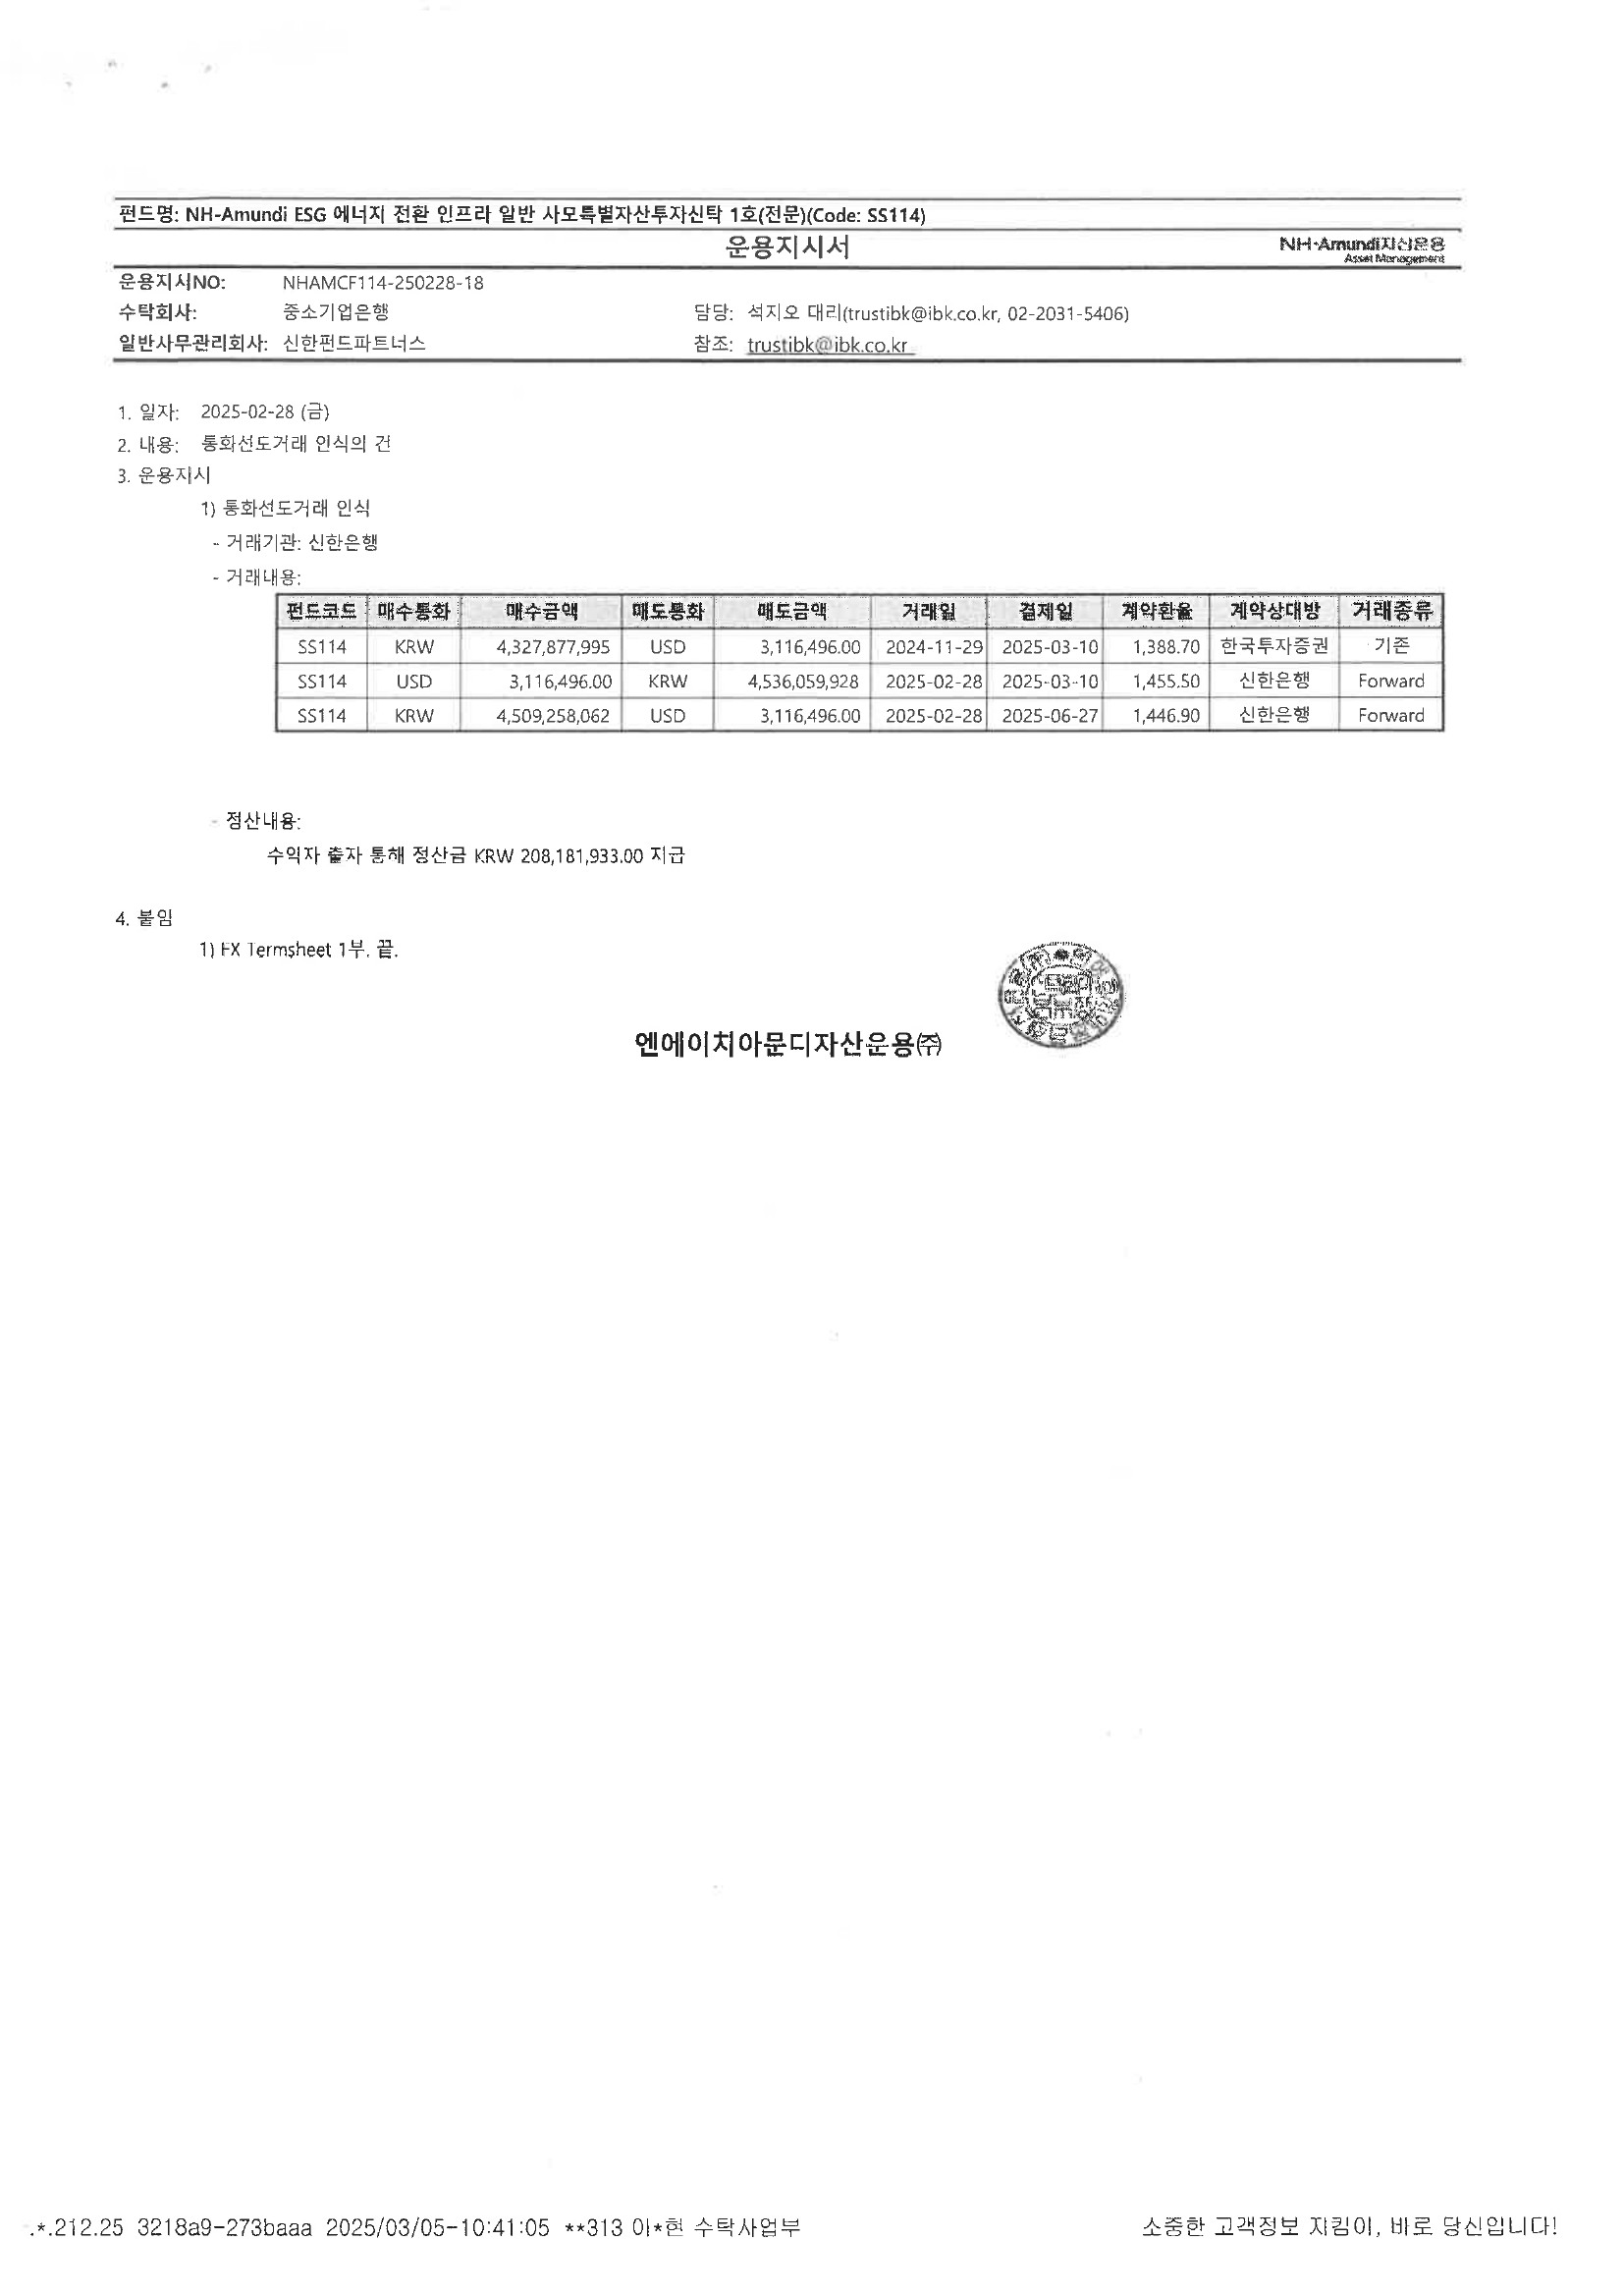 펀드명: NH-Amundi ESG 에너지 전환 인프라 일반 사모특별자산투자신탁 1호(전문)(Code: SS114)
운용지시서
NH-Amundi자산운용
Asset Management
운용지시NO: NHAMCF114-250228-18
수탁회사: 중소기업은행 담당: 석지오 대리(trustibk@ibk.co.kr, 02-2031-5406)
일반사무관리회사: 신한펀드파트너스 참조: trustibk@ibk.co.kr
1. 일자: 2025-02-28 (금)
2. 내용: 통화선도거래 인식의 건
3. 운용지시
1) 통화선도거래 인식
- 거래기관: 신한은행
- 거래내용:
펀드코드 매수통화 매수금액 매도통화 매도금액 거래일 결제일 계약환율 계약상대방 거래종류
SS114 KRW 4,327,877,995 USD 3,116,496.00 2024-11-29 2025-03-10 1,388.70 한국투자증권 기존
SS114 USD 3,116,496.00 KRW 4,536,059,928 2025-02-28 2025-03-10 1,455.50 신한은행 Forward
SS114 KRW 4,509,258,062 USD 3,116,496.00 2025-02-28 2025-06-27 1,446.90 신한은행 Forward
- 정산내용:
수익자 출자 통해 정산금 KRW 208,181,933.00 지급
4. 붙임
1) FX Termsheet 1부. 끝.
엔에이치아문디자산운용㈜
.*.212.25 3218a9-273baaa 2025/03/05-10:41:05 **313 이*현 수탁사업부
소중한 고객정보 지킴이, 바로 당신입니다!